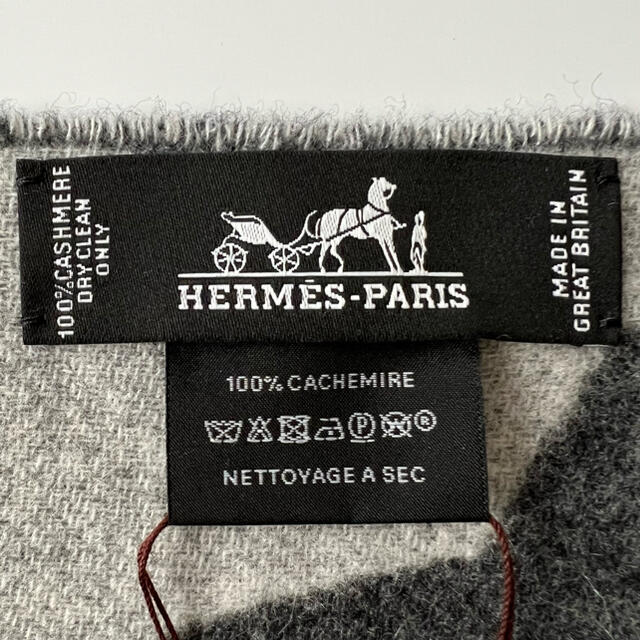 100% CASHMERE
DRY CLEAN
ONLY
HERMÈS-PARIS
MADE IN
GREAT BRITAIN
100% CACHEMIRE
P W ®
NETTOYAGE A SEC